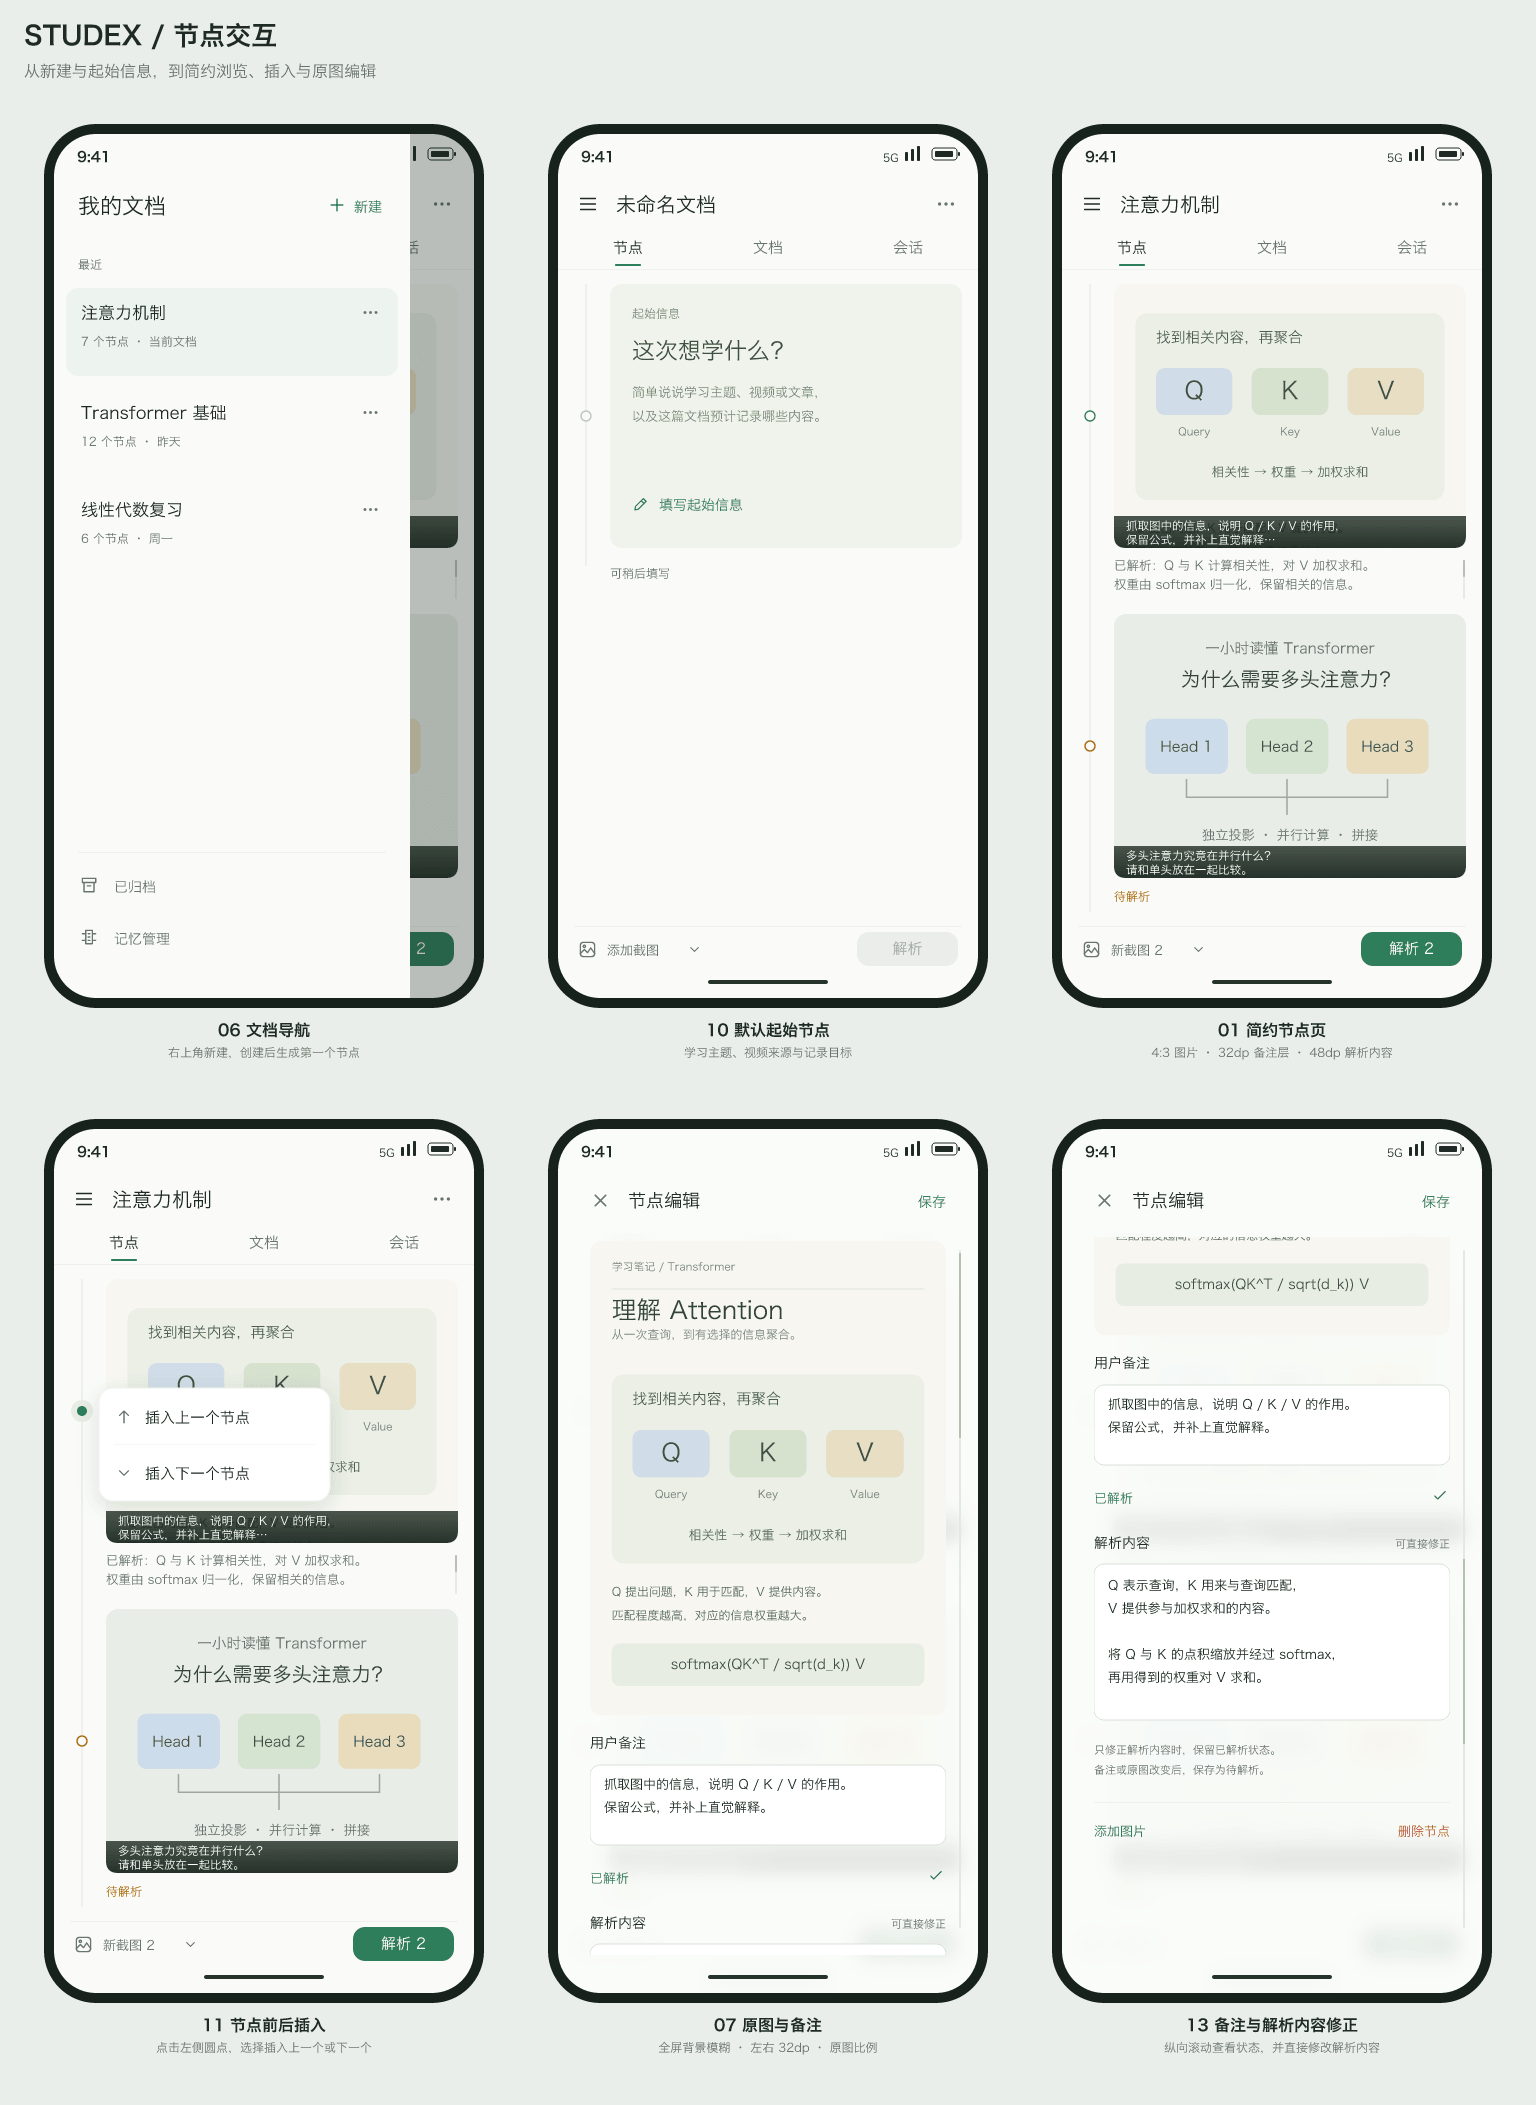 STUDEX / 节点交互
从新建与起始信息，到简约浏览、插入与原图编辑
9:41
我的文档
+ 新建
最近
注意力机制
7 个节点 · 当前文档
Transformer 基础
12 个节点 · 昨天
线性代数复习
6 个节点 · 周一
已归档
记忆管理
话
2
06 文档导航
右上角新建，创建后生成第一个节点
9:41
5G
未命名文档
节点 文档 会话
起始信息
这次想学什么？
简单说说学习主题、视频或文章，
以及这篇文档预计记录哪些内容。
填写起始信息
可稍后填写
添加截图
解析
10 默认起始节点
学习主题、视频来源与记录目标
9:41
5G
注意力机制
节点 文档 会话
找到相关内容，再聚合
Q K V
Query Key Value
相关性 → 权重 → 加权求和
抓取图中的信息，说明 Q / K / V 的作用，
保留公式，并补上直觉解释…
已解析：Q 与 K 计算相关性，对 V 加权求和。
权重由 softmax 归一化，保留相关的信息。
一小时读懂 Transformer
为什么需要多头注意力？
Head 1 Head 2 Head 3
独立投影 · 并行计算 · 拼接
多头注意力究竟在并行什么？
请和单头放在一起比较。
待解析
新截图 2
解析 2
01 简约节点页
4:3 图片 · 32dp 备注层 · 48dp 解析内容
9:41
5G
注意力机制
节点 文档 会话
找到相关内容，再聚合
Q K V
Value
插入上一个节点
插入下一个节点
权求和
抓取图中的信息，说明 Q / K / V 的作用，
保留公式，并补上直觉解释…
已解析：Q 与 K 计算相关性，对 V 加权求和。
权重由 softmax 归一化，保留相关的信息。
一小时读懂 Transformer
为什么需要多头注意力？
Head 1 Head 2 Head 3
独立投影 · 并行计算 · 拼接
多头注意力究竟在并行什么？
请和单头放在一起比较。
待解析
新截图 2
解析 2
11 节点前后插入
点击左侧圆点，选择插入上一个或下一个
9:41
5G
节点编辑
保存
学习笔记 / Transformer
理解 Attention
从一次查询，到有选择的信息聚合。
找到相关内容，再聚合
Q K V
Query Key Value
相关性 → 权重 → 加权求和
Q 提出问题，K 用于匹配，V 提供内容。
匹配程度越高，对应的信息权重越大。
softmax(QK^T / sqrt(d_k)) V
用户备注
抓取图中的信息，说明 Q / K / V 的作用。
保留公式，并补上直觉解释。
已解析
解析内容
可直接修正
07 原图与备注
全屏背景模糊 · 左右 32dp · 原图比例
9:41
5G
节点编辑
保存
匹配程度越高，对应的信息权重越大。
softmax(QK^T / sqrt(d_k)) V
用户备注
抓取图中的信息，说明 Q / K / V 的作用。
保留公式，并补上直觉解释。
已解析
解析内容
可直接修正
Q 表示查询，K 用来与查询匹配，
V 提供参与加权求和的内容。
将 Q 与 K 的点积缩放并经过 softmax，
再用得到的权重对 V 求和。
只修正解析内容时，保留已解析状态。
备注或原图改变后，保存为待解析。
添加图片
删除节点
13 备注与解析内容修正
纵向滚动查看状态，并直接修改解析内容